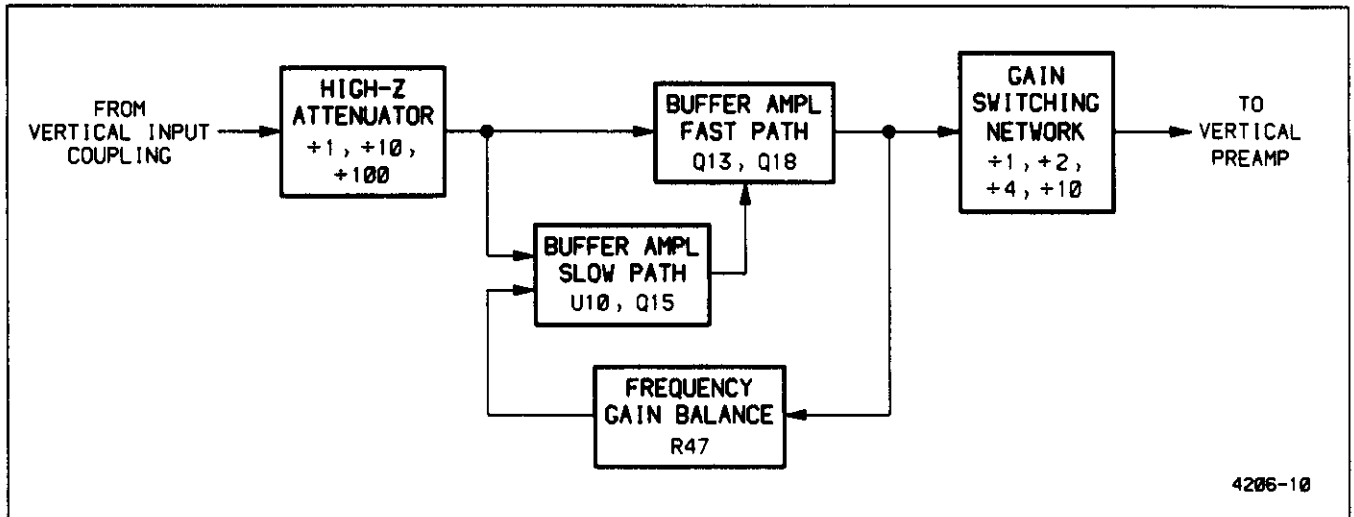 FROM
VERTICAL INPUT
COUPLING
HIGH-Z
ATTENUATOR
÷1, ÷10,
÷100
BUFFER AMPL
FAST PATH
Q13, Q18
GAIN
SWITCHING
NETWORK
÷1, ÷2,
÷4, ÷10
TO
VERTICAL
PREAMP
BUFFER AMPL
SLOW PATH
U10, Q15
FREQUENCY
GAIN BALANCE
R47
4206-10